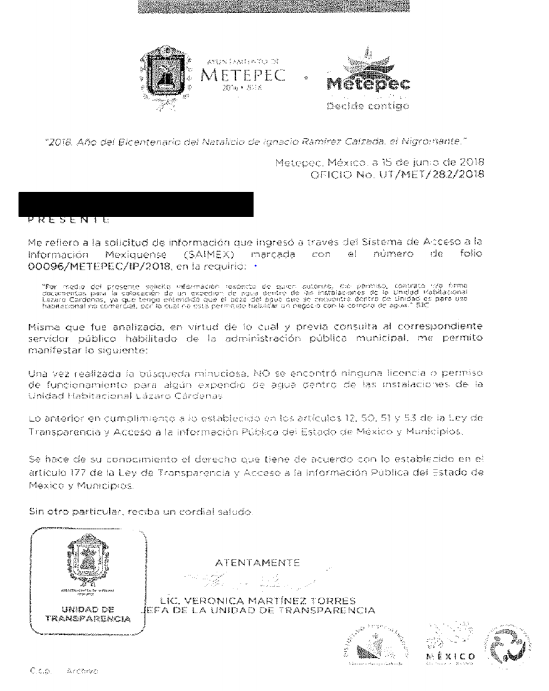 AYUNTAMIENTO DE
METEPEC
2016 • 2018
Metepec
Decide contigo
"2018. Año del Bicentenario del Natalicio de Ignacio Ramírez Calzada, el Nigromante."
Metepec, México, a 15 de junio de 2018
OFICIO No. UT/MET/282/2018
PRESENTE
Me refiero a la solicitud de información que ingresó a través del Sistema de Acceso a la
Información Mexiquense (SAIMEX) marcada con el número de folio
00096/METEPEC/IP/2018, en la requirió:
"Por medio del presente solicito información respecto de quien autorizó, dio permiso, contrato y/o firmó
documentos para la colocación de un expendio de agua dentro de las instalaciones de la Unidad Habitacional
Lázaro Cárdenas, ya que tengo entendido que el pozo del agua que se encuentra dentro de Unidad es para uso
habitacional no comercial, por lo cual no está permitido un negocio con la compra de agua." SIC
Misma que fue analizada, en virtud de lo cual y previa consulta al correspondiente
servidor público habilitado de la administración pública municipal, me permito
manifestar lo siguiente:
Una vez realizada la búsqueda minuciosa, NO se encontró ninguna licencia o permiso
de funcionamiento para algún expendio de agua dentro de las instalaciones de la
Unidad Habitacional Lázaro Cárdenas.
Lo anterior en cumplimiento a lo establecido en los artículos 12, 50, 51 y 53 de la Ley de
Transparencia y Acceso a la Información Pública del Estado de México y Municipios.
Se hace de su conocimiento el derecho que tiene de acuerdo con lo establecido en el
artículo 177 de la Ley de Transparencia y Acceso a la Información Pública del Estado de
México y Municipios.
Sin otro particular, reciba un cordial saludo.
ATENTAMENTE
LIC. VERONICA MARTÍNEZ TORRES
JEFA DE LA UNIDAD DE TRANSPARENCIA
UNIDAD DE
TRANSPARENCIA
MÉXICO
C.c.p. Archivo